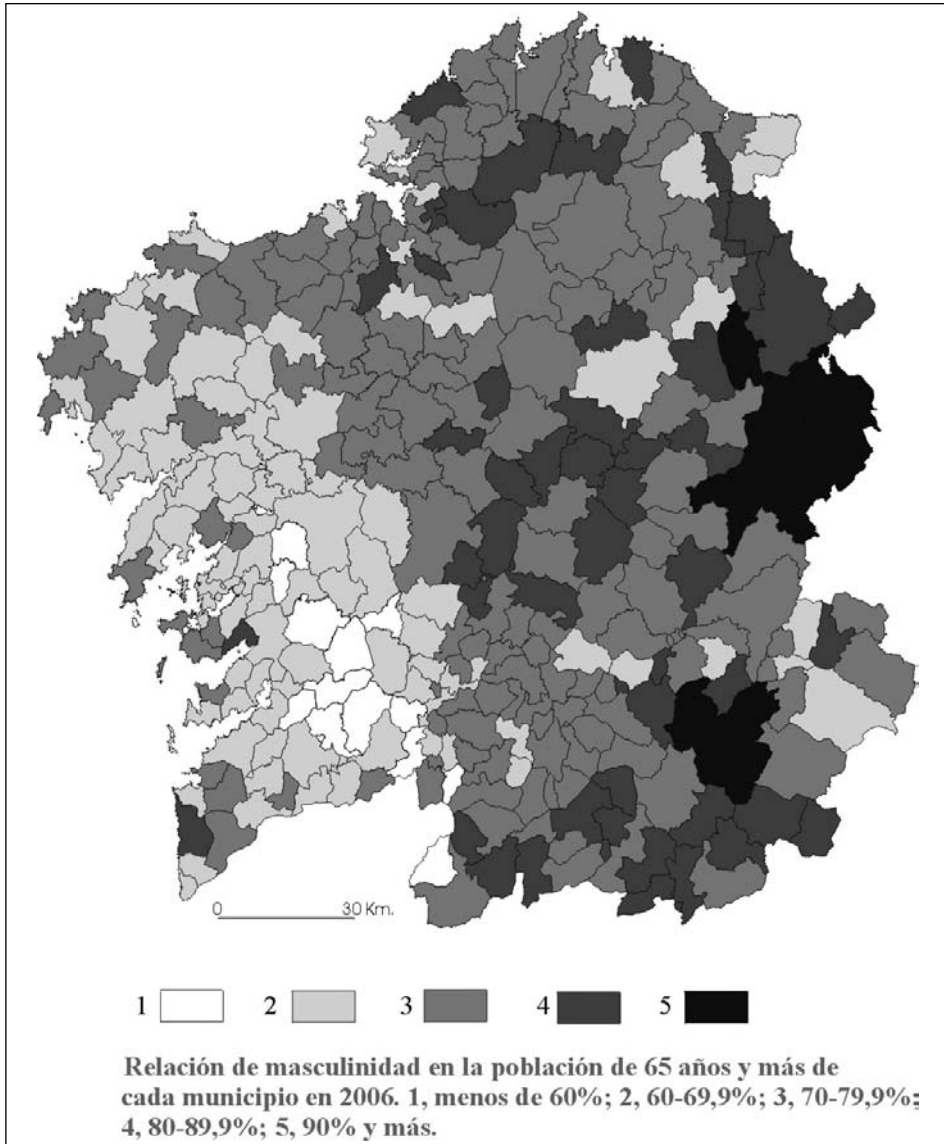 0 30 Km.
1 2 3 4 5
Relación de masculinidad en la población de 65 años y más de
cada municipio en 2006. 1, menos de 60%; 2, 60-69,9%; 3, 70-79,9%;
4, 80-89,9%; 5, 90% y más.